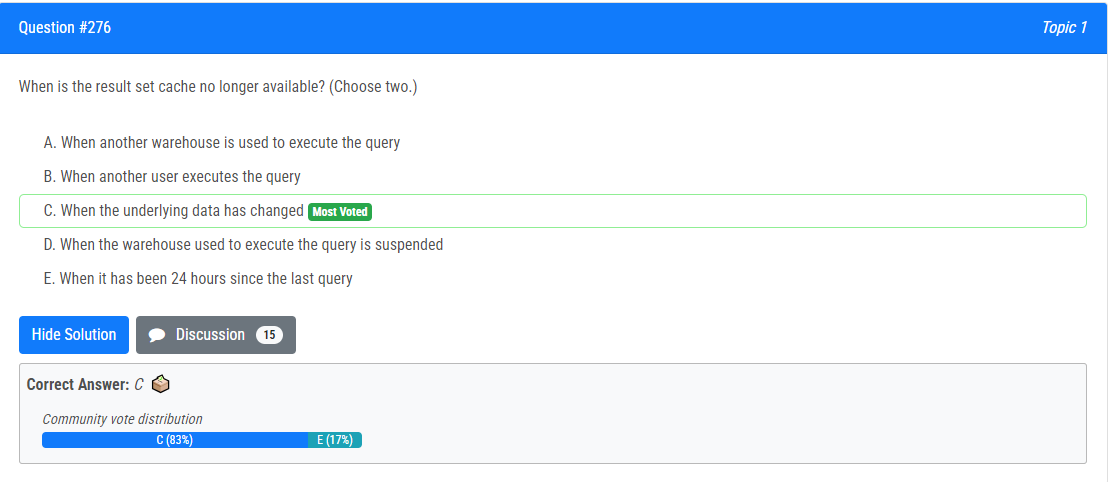 Question #276 Topic 1
When is the result set cache no longer available? (Choose two.)
A. When another warehouse is used to execute the query
B. When another user executes the query
C. When the underlying data has changed Most Voted
D. When the warehouse used to execute the query is suspended
E. When it has been 24 hours since the last query
Hide Solution Discussion 15
Correct Answer: C
Community vote distribution
C (83%) E (17%)